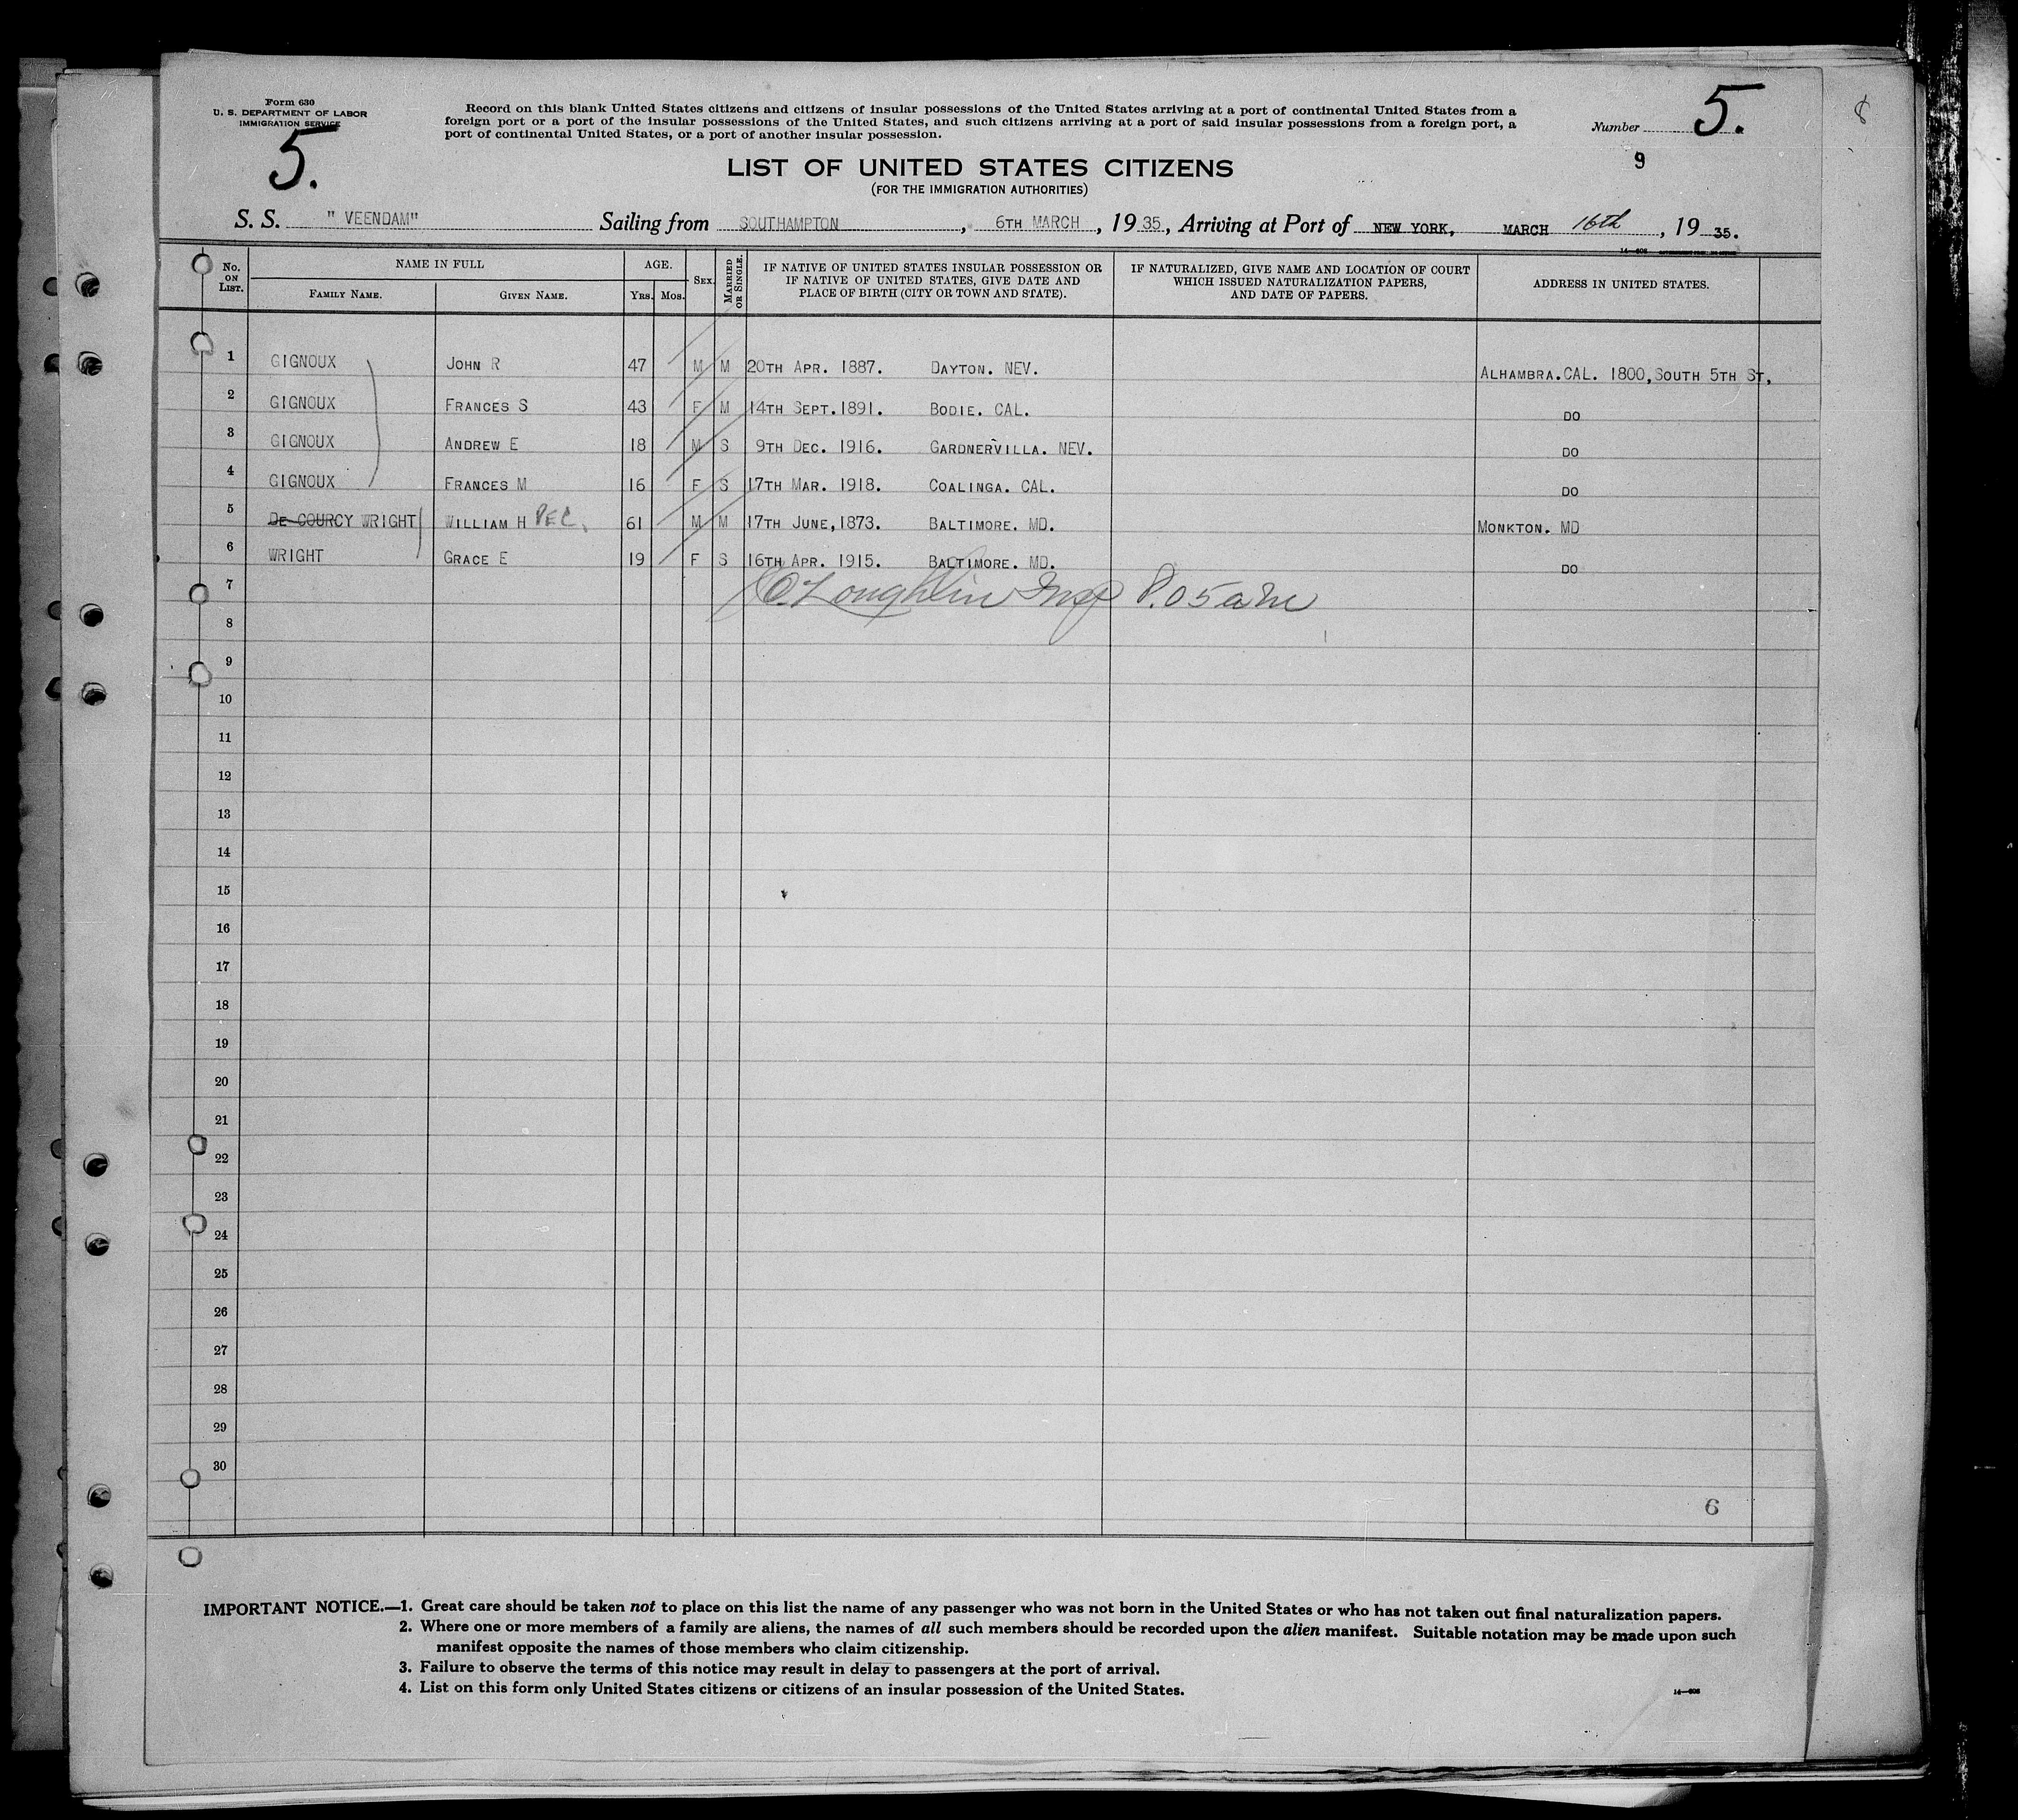 Form 630
U. S. DEPARTMENT OF LABOR
IMMIGRATION SERVICE
5.
Record on this blank United States citizens and citizens of insular possessions of the United States arriving at a port of continental United States from a
foreign port or a port of the insular possessions of the United States, and such citizens arriving at a port of said insular possessions from a foreign port, a
port of continental United States, or a port of another insular possession.
Number 5.
8
9
LIST OF UNITED STATES CITIZENS
(FOR THE IMMIGRATION AUTHORITIES)
S. S. "VEENDAM" Sailing from SOUTHAMPTON, 6TH MARCH, 1935, Arriving at Port of NEW YORK, MARCH 16th, 1935.
No. ON LIST. NAME IN FULL AGE. SEX. MARRIED OR SINGLE. IF NATIVE OF UNITED STATES INSULAR POSSESSION OR IF NATIVE OF UNITED STATES, GIVE DATE AND PLACE OF BIRTH (CITY OR TOWN AND STATE). IF NATURALIZED, GIVE NAME AND LOCATION OF COURT WHICH ISSUED NATURALIZATION PAPERS, AND DATE OF PAPERS. ADDRESS IN UNITED STATES.
FAMILY NAME. GIVEN NAME. YRS. MOS.
1 GIGNOUX JOHN R 47 M M 20TH APR. 1887. DAYTON. NEV. ALHAMBRA.CAL. 1800,SOUTH 5TH ST,
2 GIGNOUX FRANCES S 43 F M 14TH SEPT.1891. BODIE. CAL. DO
3 GIGNOUX ANDREW E 18 M S 9TH DEC. 1916. GARDNERVILLA. NEV. DO
4 GIGNOUX FRANCES M 16 F S 17TH MAR. 1918. COALINGA. CAL. DO
5 DE COURCY WRIGHT WILLIAM H DEC. 61 M M 17TH JUNE,1873. BALTIMORE. MD. MONKTON. MD
6 WRIGHT GRACE E 19 F S 16TH APR. 1915. BALTIMORE. MD. DO
7 O'Loughlin Insp 8.05 am
8
9
10
11
12
13
14
15
16
17
18
19
20
21
22
23
24
25
26
27
28
29
30
6
IMPORTANT NOTICE.—1. Great care should be taken not to place on this list the name of any passenger who was not born in the United States or who has not taken out final naturalization papers.
2. Where one or more members of a family are aliens, the names of all such members should be recorded upon the alien manifest. Suitable notation may be made upon such
manifest opposite the names of those members who claim citizenship.
3. Failure to observe the terms of this notice may result in delay to passengers at the port of arrival.
4. List on this form only United States citizens or citizens of an insular possession of the United States.